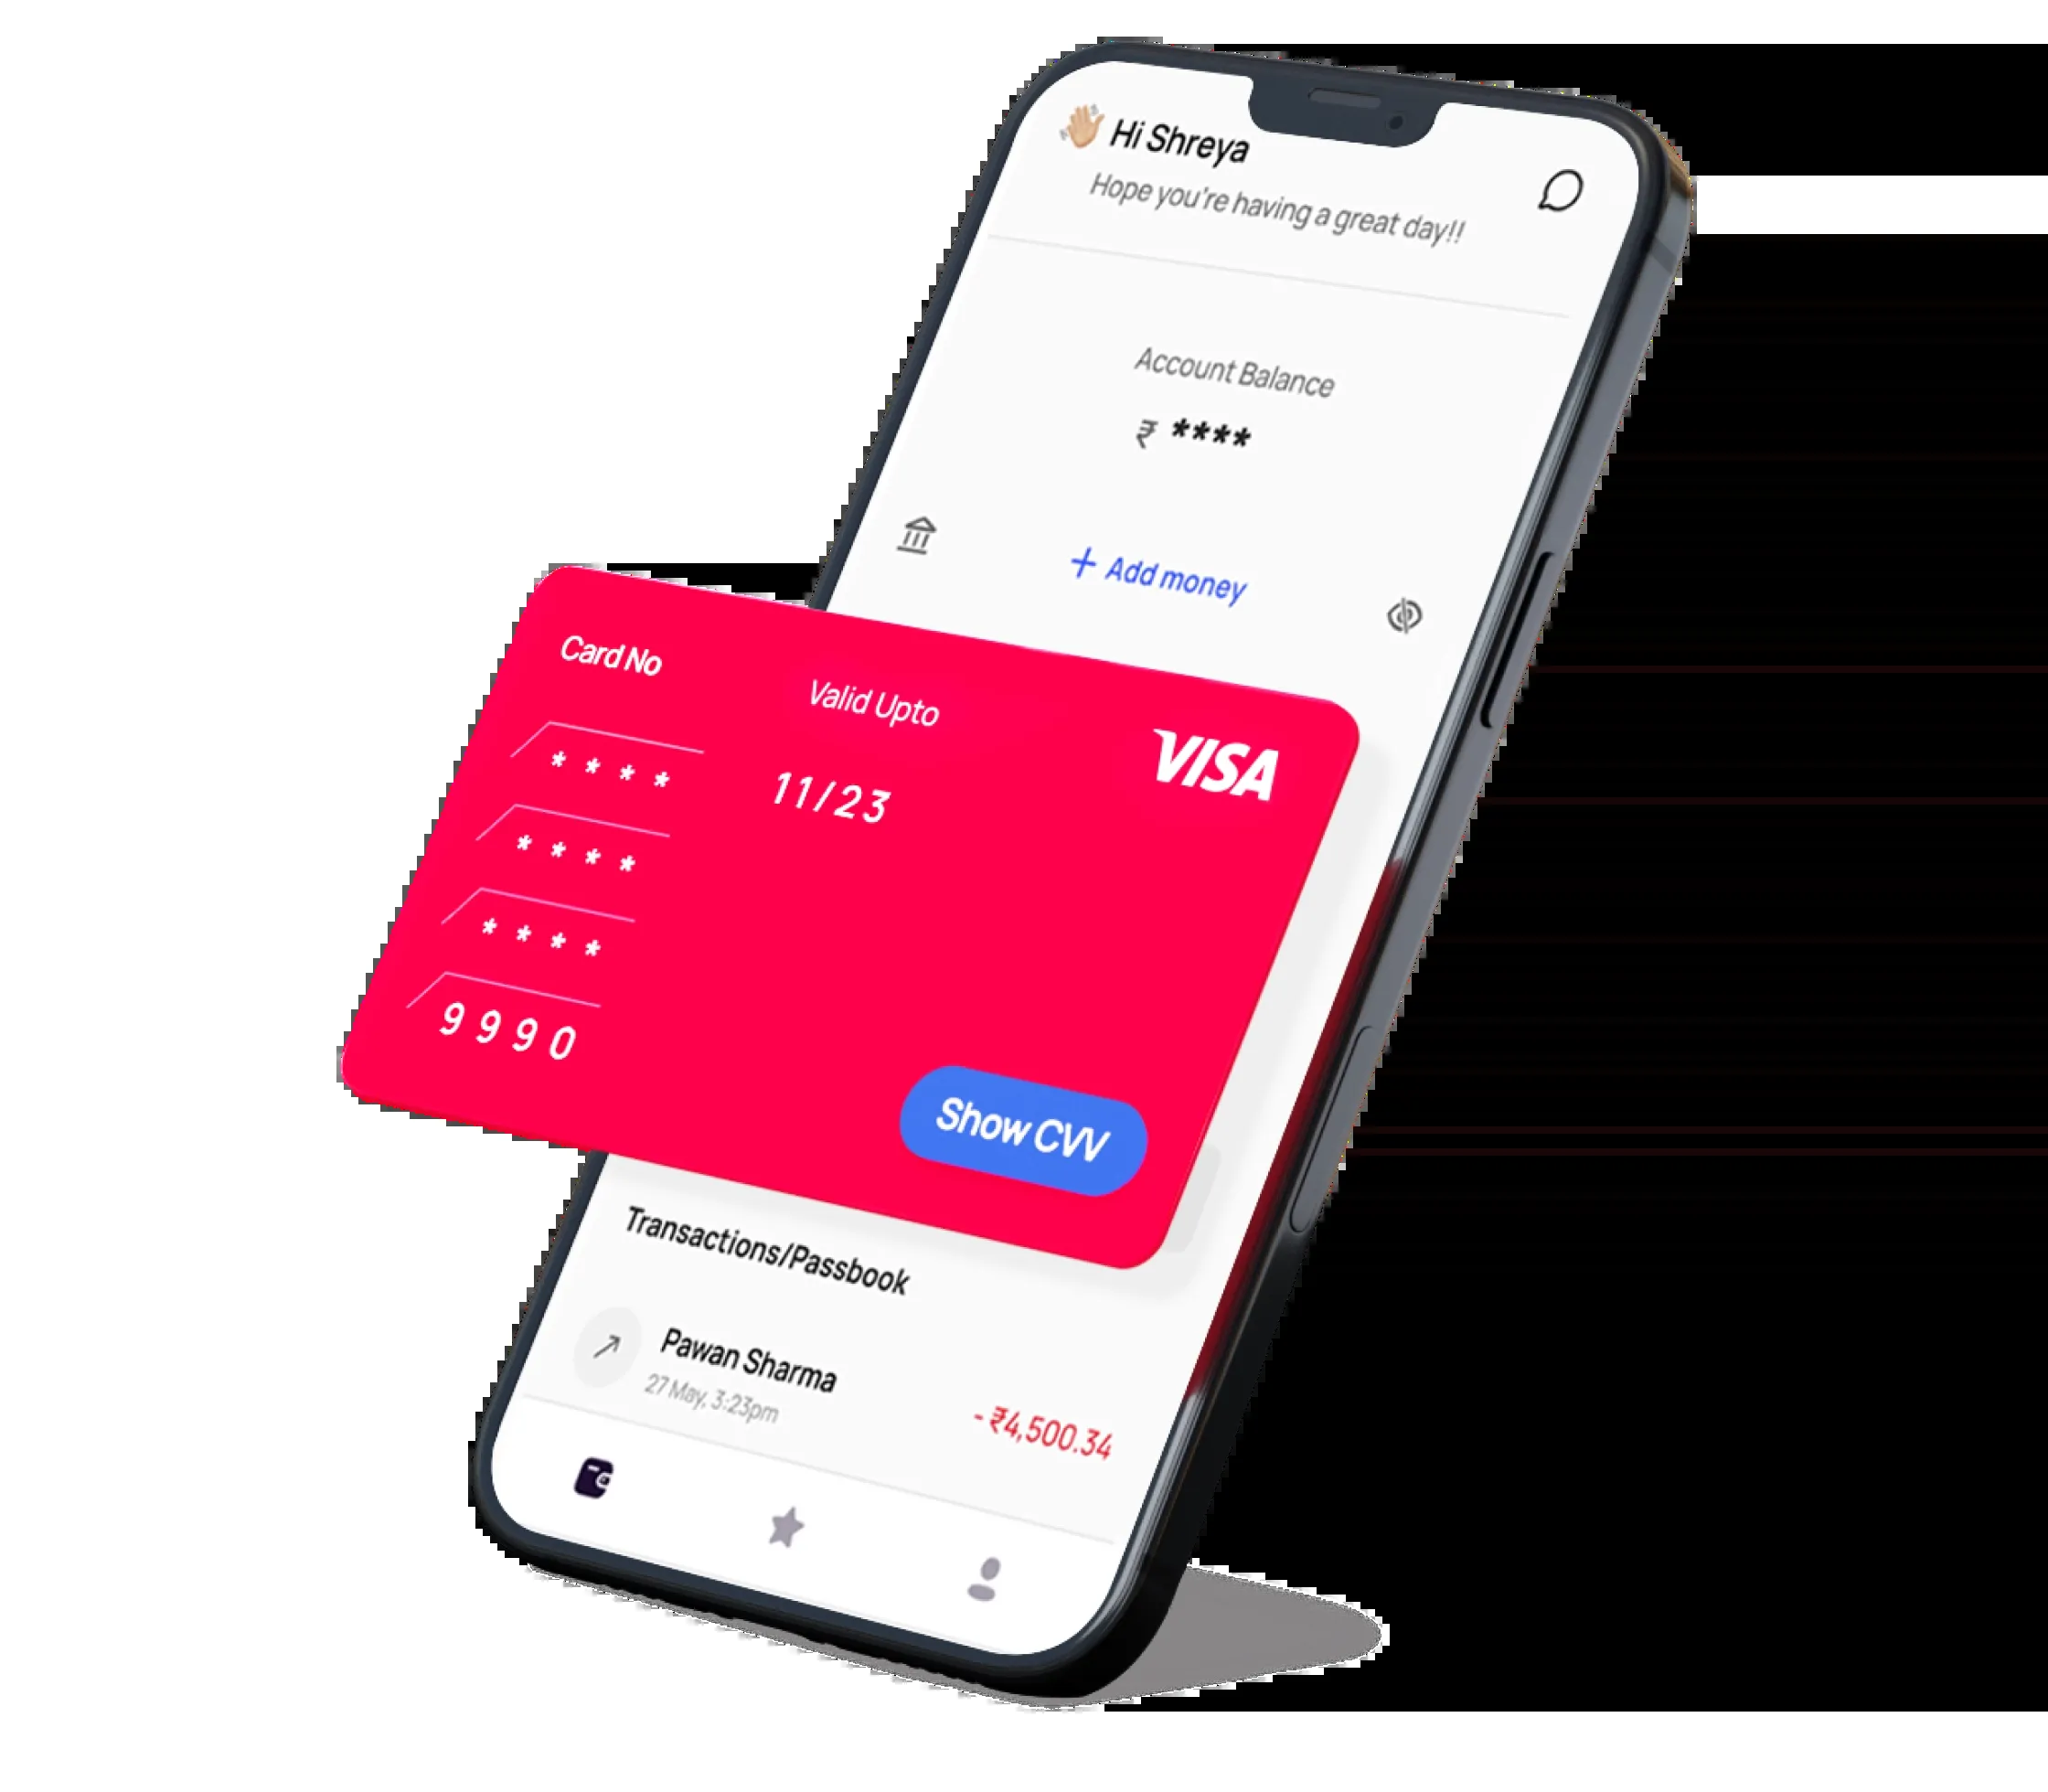 👋🏼 Hi Shreya
Hope you're having a great day!!
Account Balance
₹ ****
+ Add money
Card No
Valid Upto
VISA
* * * *
11/23
* * * *
* * * *
9 9 9 0
Show CVV
Transactions/Passbook
Pawan Sharma
27 May, 3:23pm
- ₹4,500.34